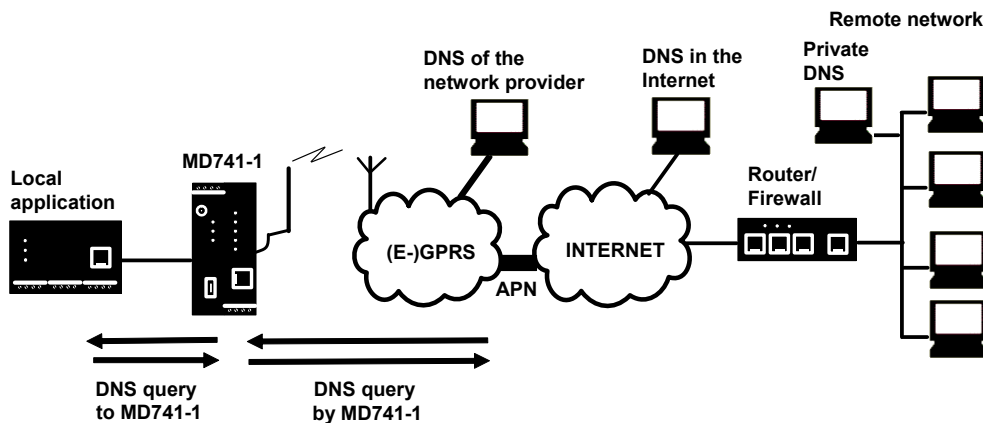 Remote network
DNS of the
network provider
DNS in the
Internet
Private
DNS
MD741-1
Local
application
Router/
Firewall
(E-)GPRS
INTERNET
APN
DNS query
to MD741-1
DNS query
by MD741-1